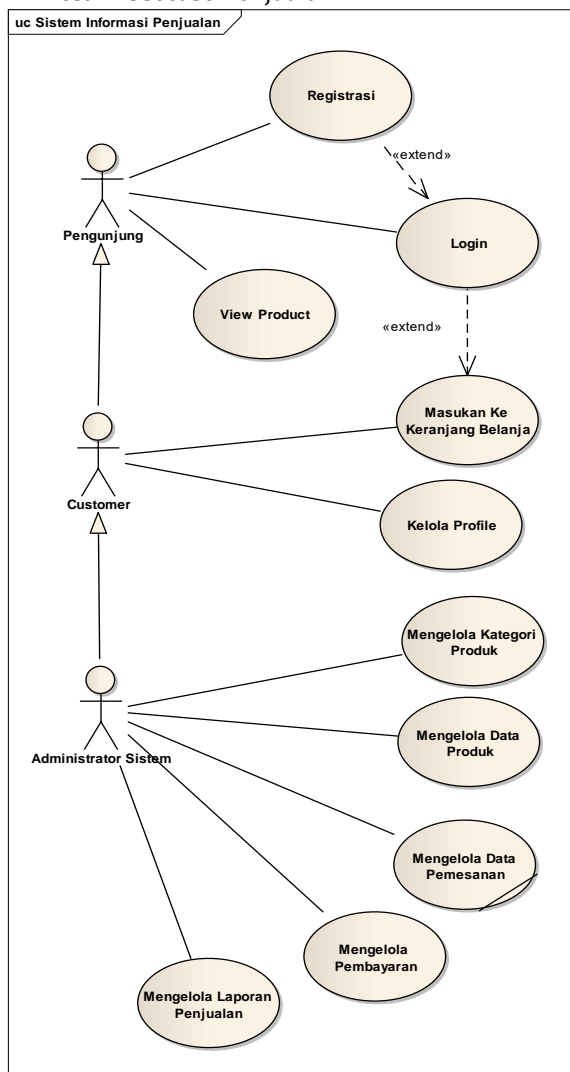 uc Sistem Informasi Penjualan
Registrasi
«extend»
Pengunjung
Login
View Product
«extend»
Masukan Ke
Keranjang Belanja
Customer
Kelola Profile
Mengelola Kategori
Produk
Mengelola Data
Produk
Administrator Sistem
Mengelola Data
Pemesanan
Mengelola
Pembayaran
Mengelola Laporan
Penjualan